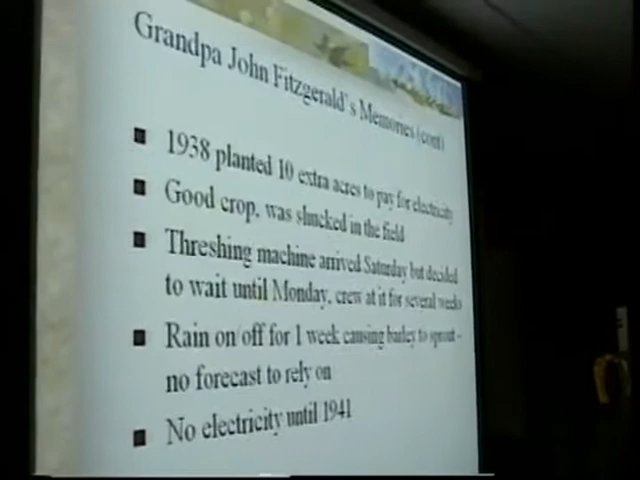 Grandpa John Fitzgerald's Memories (cont)
■ 1938 planted 10 extra acres to pay for electricity
■ Good crop, was shucked in the field
■ Threshing machine arrived Saturday but decided
to wait until Monday, crew at it for several weeks
■ Rain on/off for 1 week causing barley to sprout -
no forecast to rely on
■ No electricity until 1941